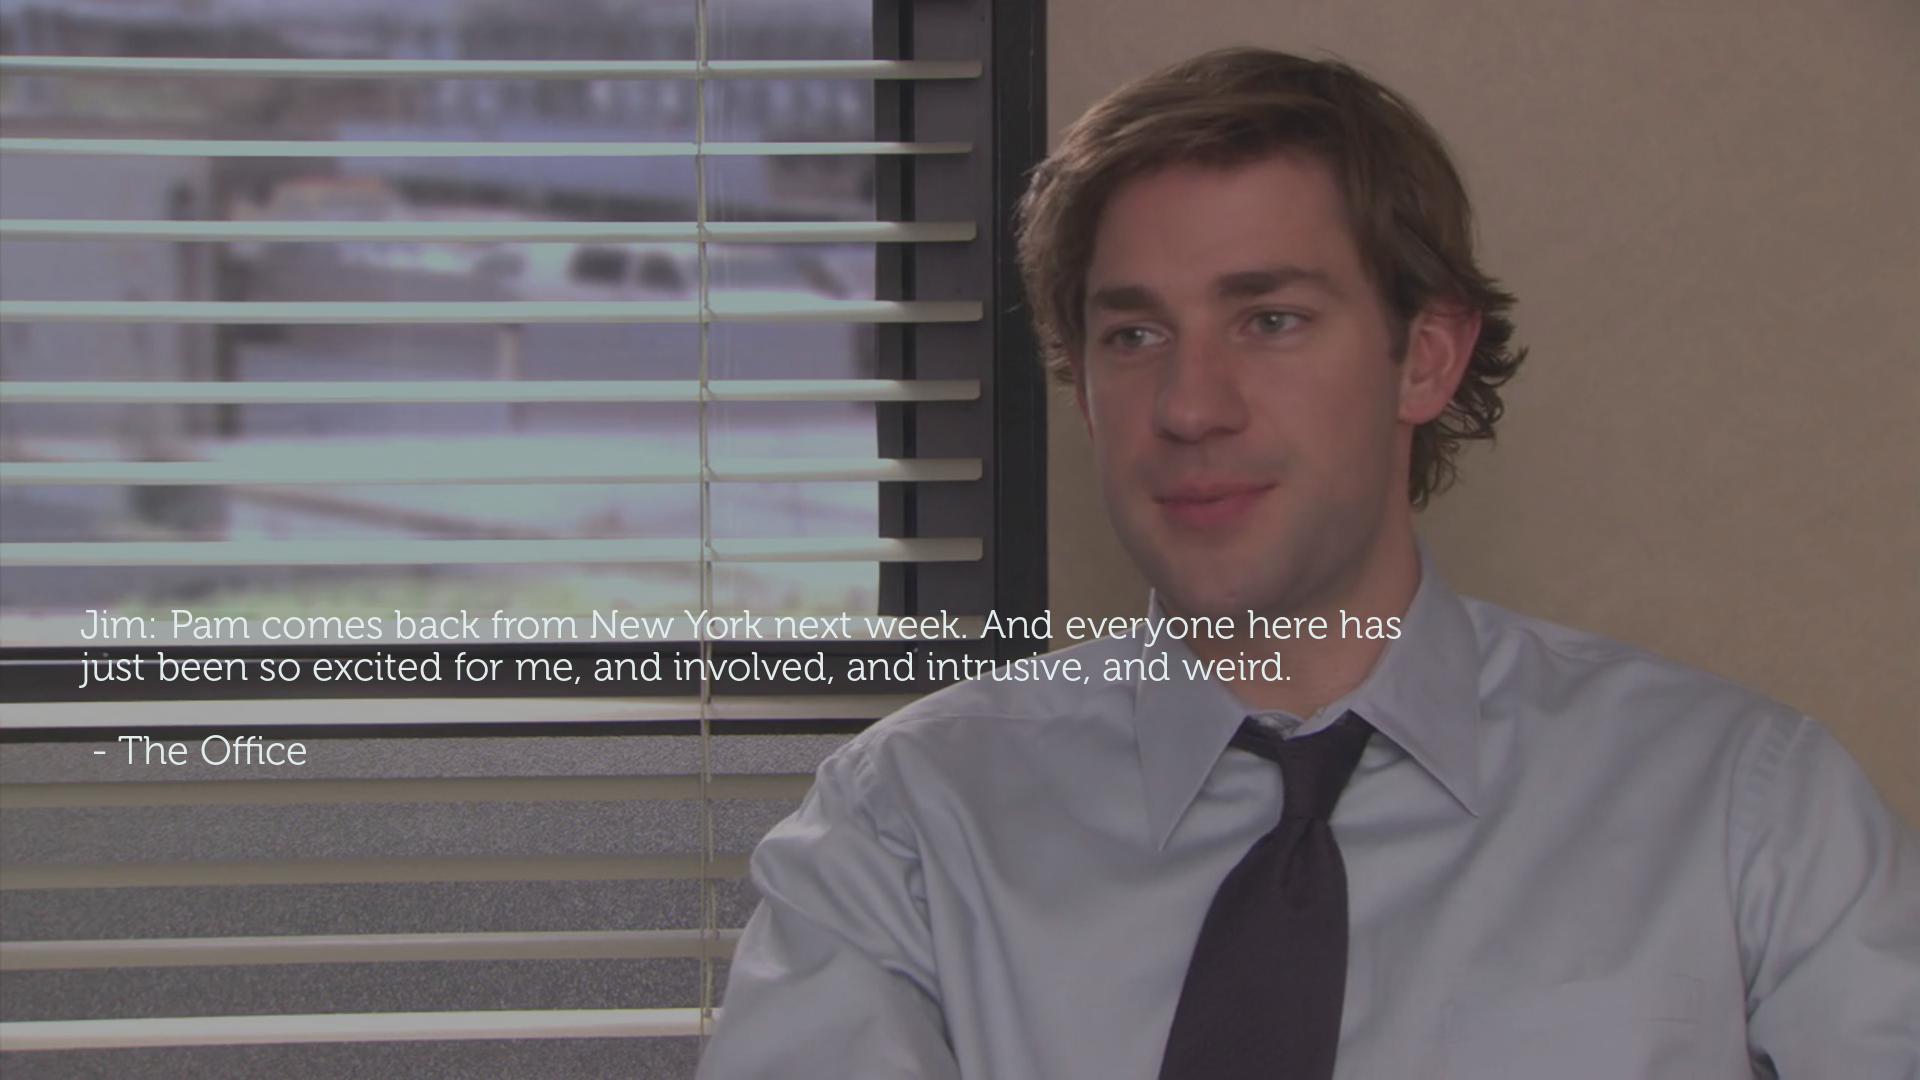 Jim: Pam comes back from New York next week. And everyone here has
just been so excited for me, and involved, and intrusive, and weird.
- The Office